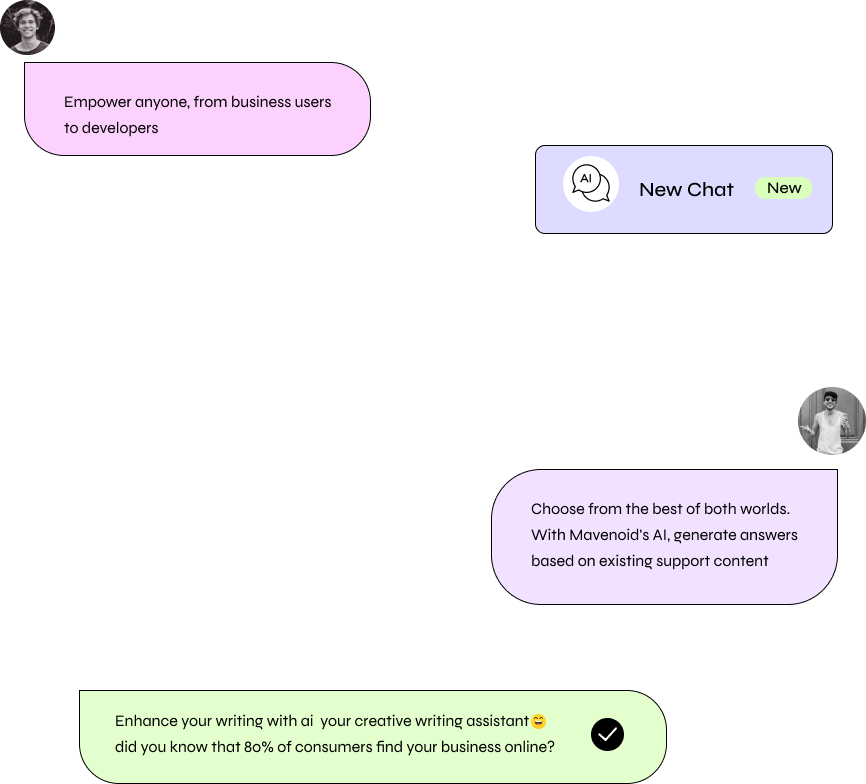 Empower anyone, from business users
to developers
AI
New Chat
New
Choose from the best of both worlds.
With Mavenoid's AI, generate answers
based on existing support content
Enhance your writing with ai  your creative writing assistant😄
did you know that 80% of consumers find your business online?